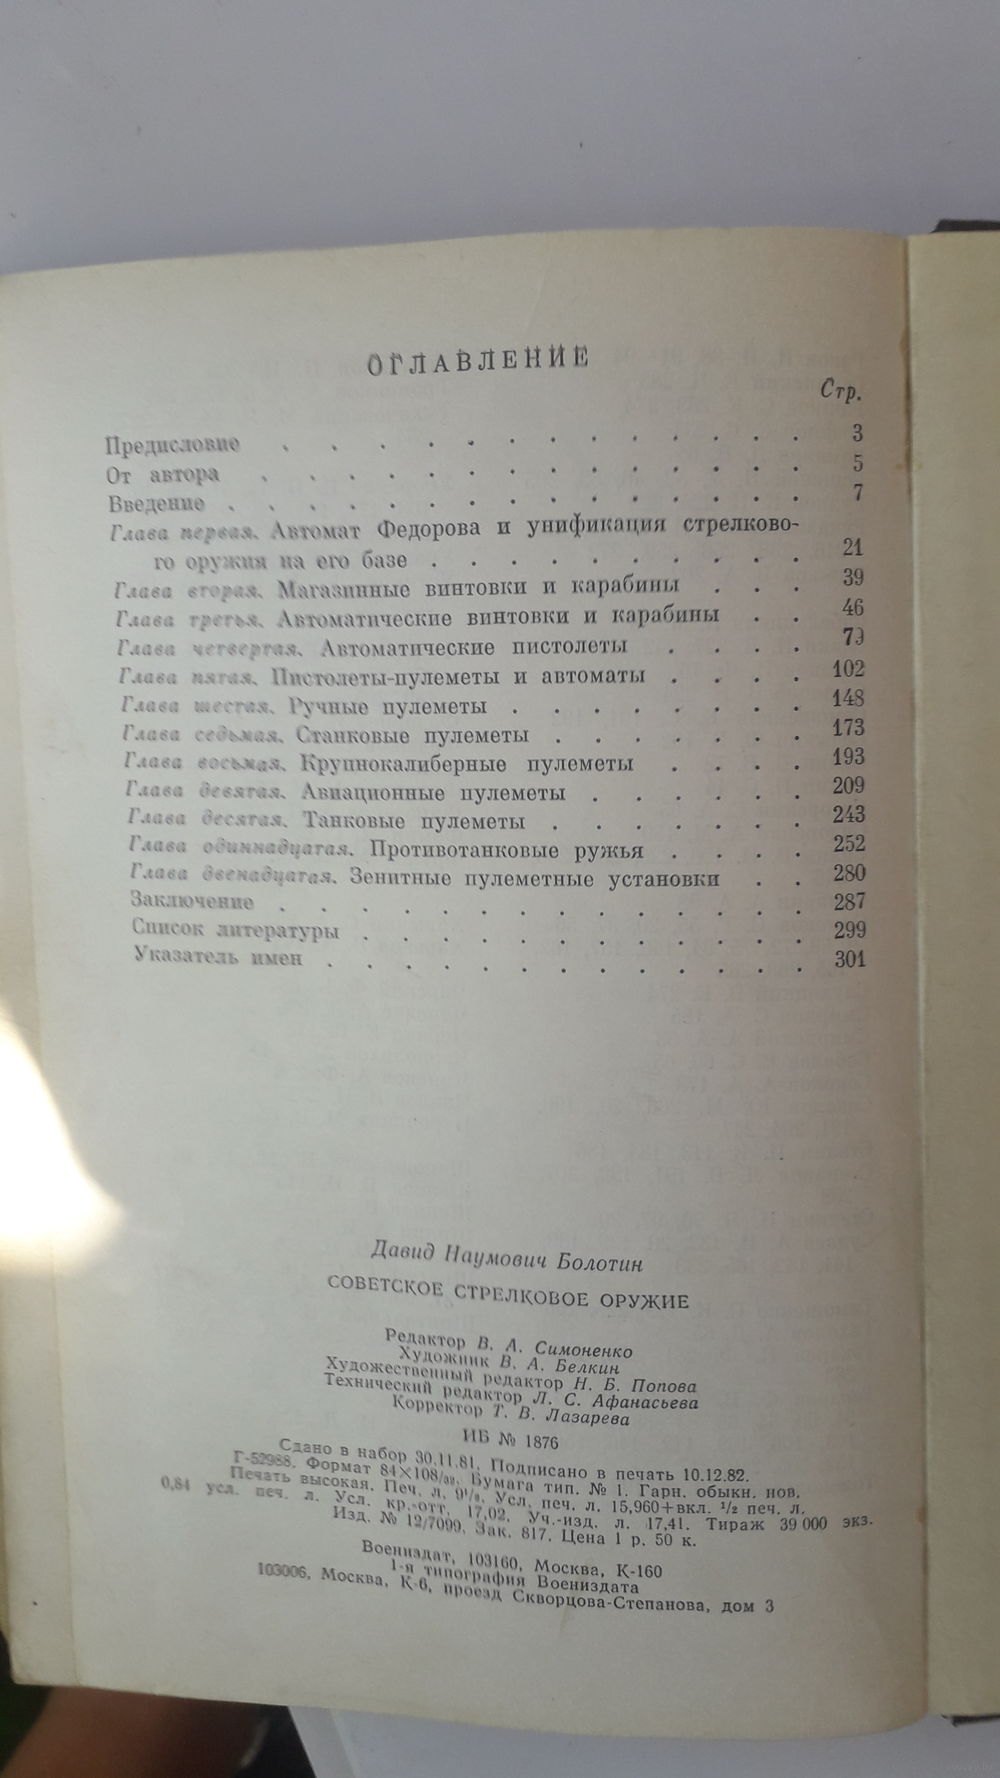 ОГЛАВЛЕНИЕ
Стр.
Предисловие . . . . . . . . . . . . 3
От автора . . . . . . . . . . . . . 5
Введение . . . . . . . . . . . . . . 7
Глава первая. Автомат Федорова и унификация стрелково-
го оружия на его базе . . . . . . . . . 21
Глава вторая. Магазинные винтовки и карабины . . . 39
Глава третья. Автоматические винтовки и карабины . . 46
Глава четвертая. Автоматические пистолеты . . . . 79
Глава пятая. Пистолеты-пулеметы и автоматы . . . . 102
Глава шестая. Ручные пулеметы . . . . . . . . 148
Глава седьмая. Станковые пулеметы . . . . . . . 173
Глава восьмая. Крупнокалиберные пулеметы . . . . 193
Глава девятая. Авиационные пулеметы . . . . . . 209
Глава десятая. Танковые пулеметы . . . . . . . 243
Глава одиннадцатая. Противотанковые ружья . . . . 252
Глава двенадцатая. Зенитные пулеметные установки . . 280
Заключение . . . . . . . . . . . . . 287
Список литературы . . . . . . . . . . . 299
Указатель имен . . . . . . . . . . . . . 301
Давид Наумович Болотин
СОВЕТСКОЕ СТРЕЛКОВОЕ ОРУЖИЕ
Редактор В. А. Симоненко
Художник В. А. Белкин
Художественный редактор Н. Б. Попова
Технический редактор Л. С. Афанасьева
Корректор Т. В. Лазарева
ИБ № 1876
Сдано в набор 30.11.81. Подписано в печать 10.12.82.
Г-52988. Формат 84×108/32. Бумага тип. № 1. Гарн. обыкн. нов.
Печать высокая. Печ. л. 9½. Усл. печ. л. 15,960+вкл. ½ печ. л.
0,84 усл. печ. л. Усл. кр.-отт. 17,02. Уч.-изд. л. 17,41. Тираж 39 000 экз.
Изд. № 12/7099. Зак. 817. Цена 1 р. 50 к.
Воениздат, 103160, Москва, К-160
1-я типография Воениздата
103006, Москва, К-6, проезд Скворцова-Степанова, дом 3